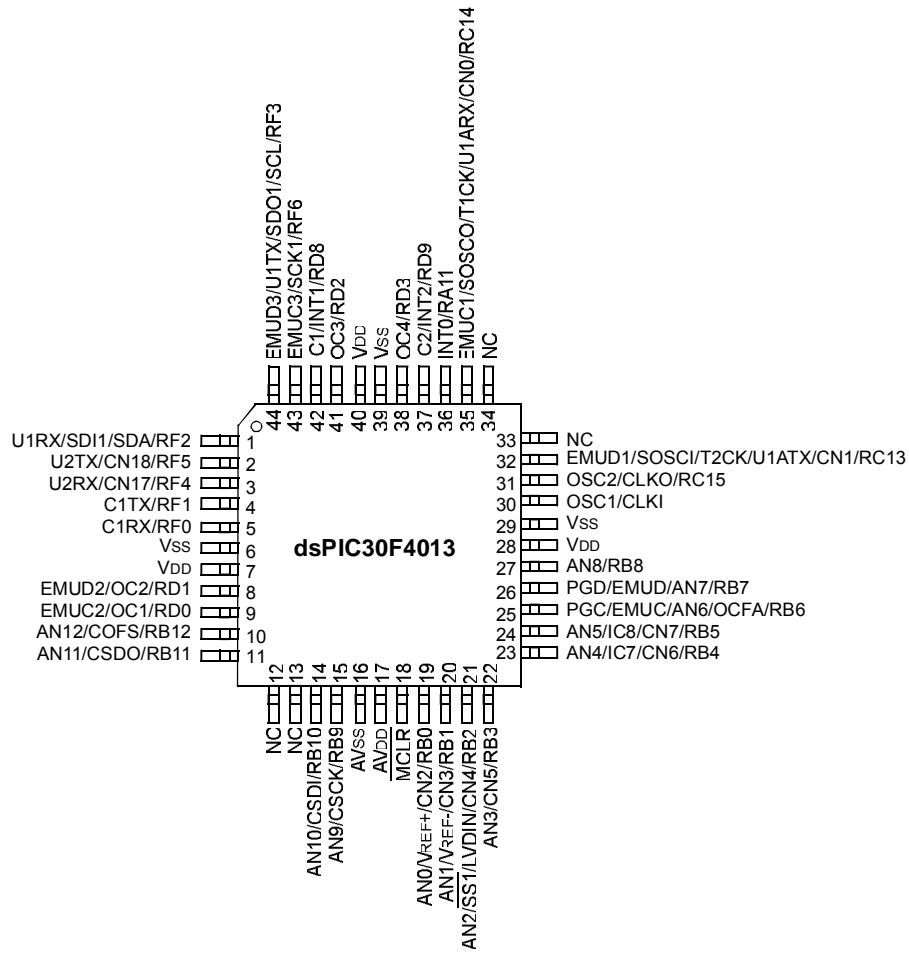 EMUD3/U1TX/SDO1/SCL/RF3
EMUC3/SCK1/RF6
C1/INT1/RD8
OC3/RD2
VDD
VSS
OC4/RD3
C2/INT2/RD9
INT0/RA11
EMUC1/SOSCO/T1CK/U1ARX/CN0/RC14
NC
44
43
42
41
40
39
38
37
36
35
34
U1RX/SDI1/SDA/RF2 1
U2TX/CN18/RF5 2
U2RX/CN17/RF4 3
C1TX/RF1 4
C1RX/RF0 5
VSS 6
VDD 7
EMUD2/OC2/RD1 8
EMUC2/OC1/RD0 9
AN12/COFS/RB12 10
AN11/CSDO/RB11 11
dsPIC30F4013
33 NC
32 EMUD1/SOSCI/T2CK/U1ATX/CN1/RC13
31 OSC2/CLKO/RC15
30 OSC1/CLKI
29 VSS
28 VDD
27 AN8/RB8
26 PGD/EMUD/AN7/RB7
25 PGC/EMUC/AN6/OCFA/RB6
24 AN5/IC8/CN7/RB5
23 AN4/IC7/CN6/RB4
12
13
14
15
16
17
18
19
20
21
22
NC
NC
AN10/CSDI/RB10
AN9/CSCK/RB9
AVSS
AVDD
MCLR
AN0/VREF+/CN2/RB0
AN1/VREF-/CN3/RB1
AN2/SS1/LVDIN/CN4/RB2
AN3/CN5/RB3